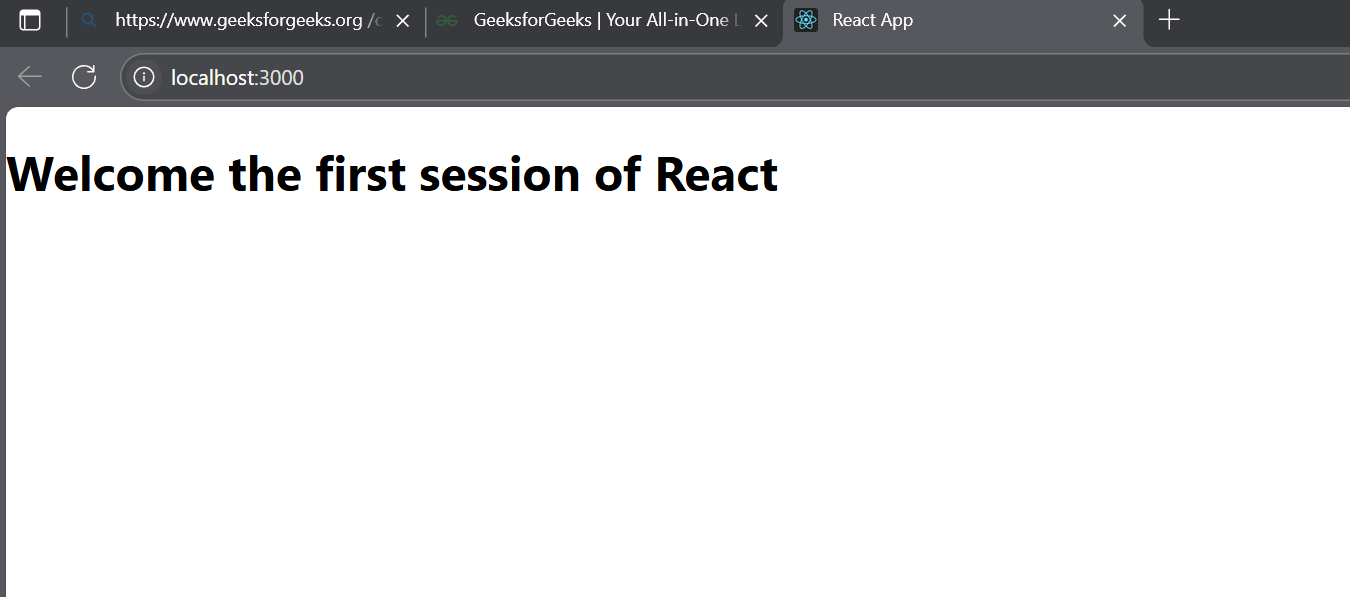 https://www.geeksforgeeks.org /
GeeksforGeeks | Your All-in-One
React App
localhost:3000
Welcome the first session of React